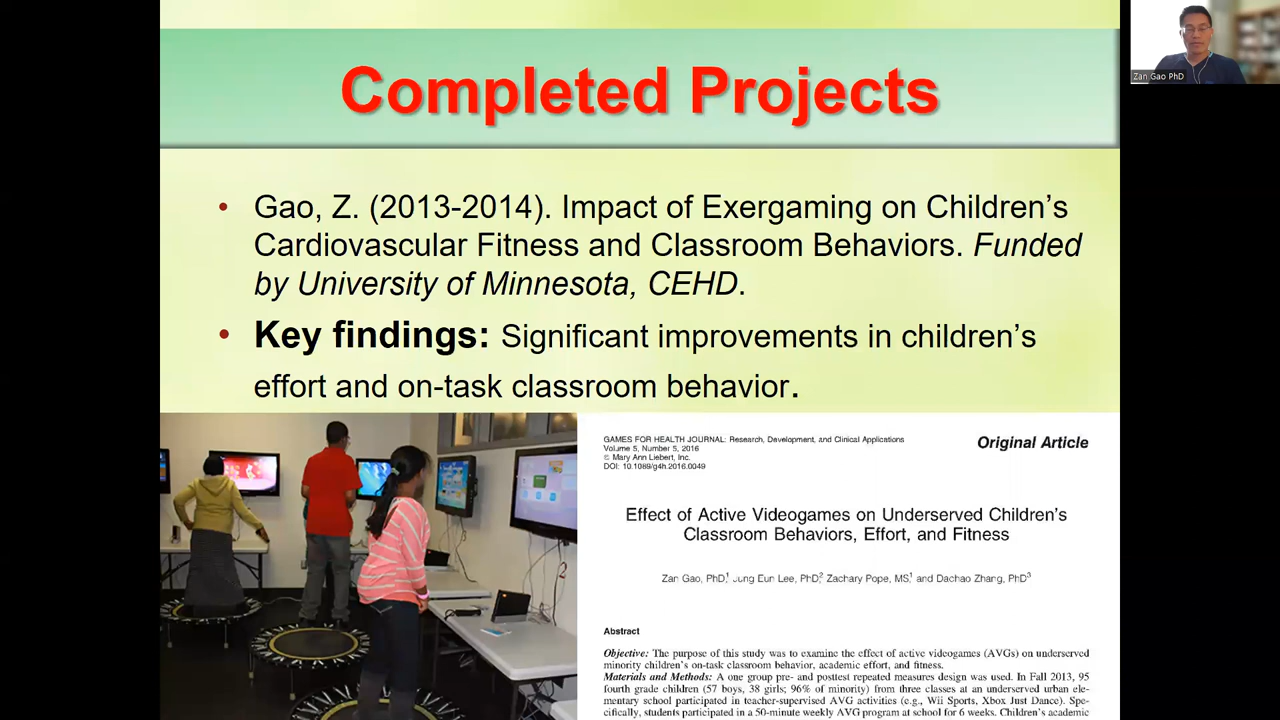 Completed Projects
Zan Gao PhD
• Gao, Z. (2013-2014). Impact of Exergaming on Children’s
Cardiovascular Fitness and Classroom Behaviors. Funded
by University of Minnesota, CEHD.
• Key findings: Significant improvements in children’s
effort and on-task classroom behavior.
GAMES FOR HEALTH JOURNAL: Research, Development, and Clinical Applications
Volume 5, Number 5, 2016
© Mary Ann Liebert, Inc.
DOI: 10.1089/g4h.2016.0049
Original Article
Effect of Active Videogames on Underserved Children’s
Classroom Behaviors, Effort, and Fitness
Zan Gao, PhD,1 Jung Eun Lee, PhD,2 Zachary Pope, MS,1 and Dachao Zhang, PhD3
Abstract
Objective: The purpose of this study was to examine the effect of active videogames (AVGs) on underserved
minority children’s on-task classroom behavior, academic effort, and fitness.
Materials and Methods: A one group pre- and posttest repeated measures design was used. In Fall 2013, 95
fourth grade children (57 boys, 38 girls; 96% of minority) from three classes at an underserved urban ele-
mentary school participated in teacher-supervised AVG activities (e.g., Wii Sports, Xbox Just Dance). Spe-
cifically, students participated in a 50-minute weekly AVG program at school for 6 weeks. Children’s academic